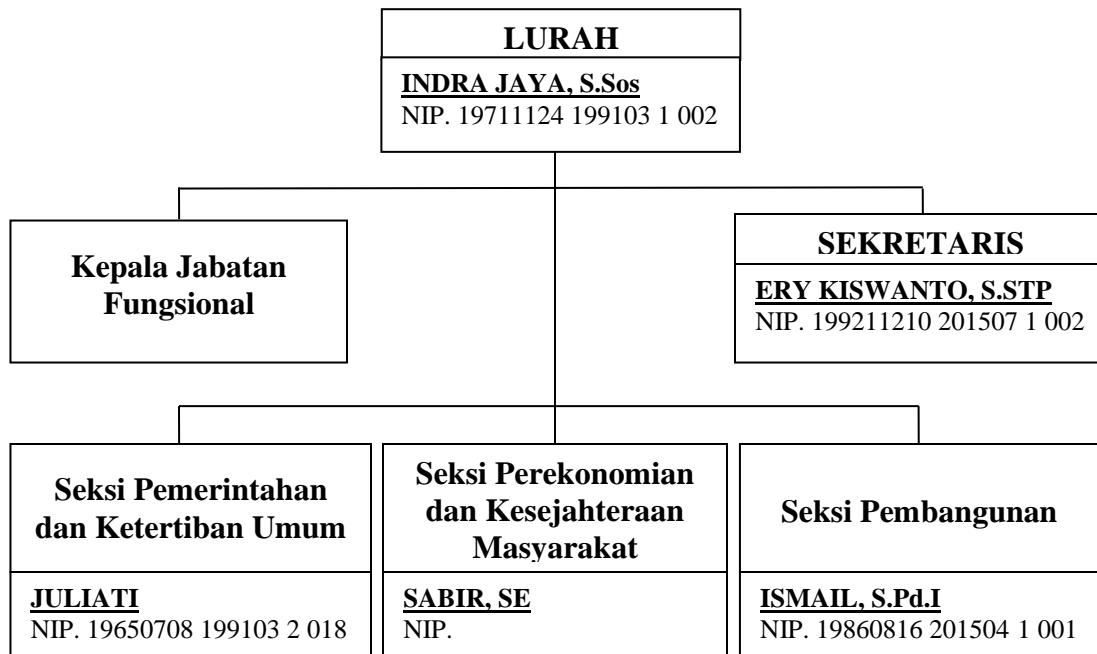 LURAH
INDRA JAYA, S.Sos
NIP. 19711124 199103 1 002
Kepala Jabatan
Fungsional
SEKRETARIS
ERY KISWANTO, S.STP
NIP. 199211210 201507 1 002
Seksi Pemerintahan
dan Ketertiban Umum
JULIATI
NIP. 19650708 199103 2 018
Seksi Perekonomian
dan Kesejahteraan
Masyarakat
SABIR, SE
NIP.
Seksi Pembangunan
ISMAIL, S.Pd.I
NIP. 19860816 201504 1 001